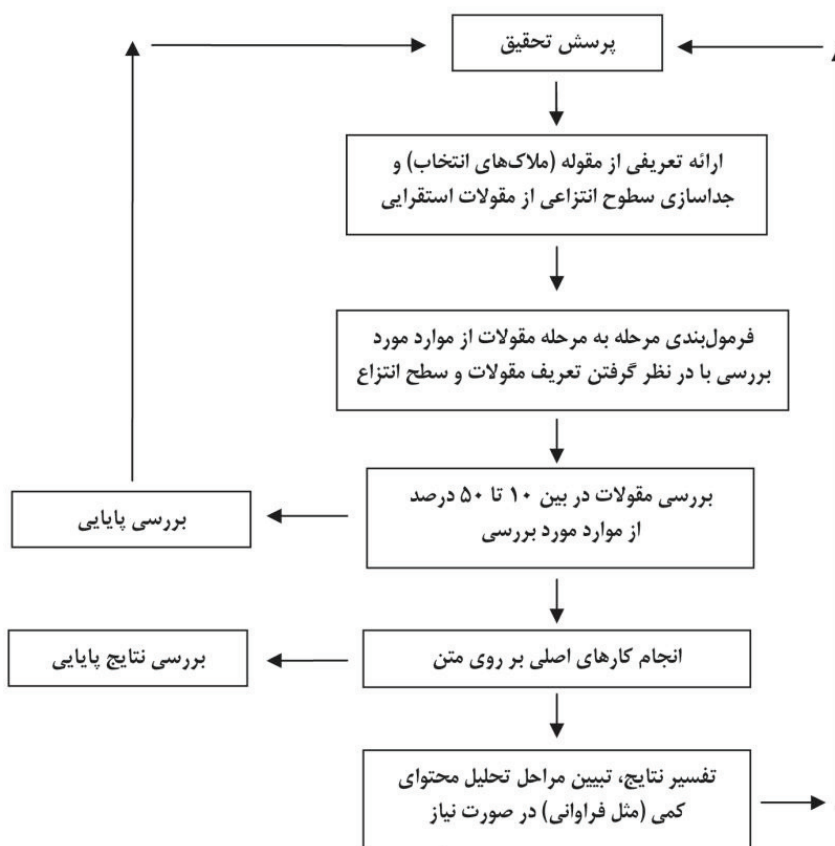 پرسش تحقیق
ارائه تعریفی از مقوله (ملاک‌های انتخاب) و
جداسازی سطوح انتزاعی از مقولات استقرایی
فرمول‌بندی مرحله به مرحله مقولات از موارد مورد
بررسی با در نظر گرفتن تعریف مقولات و سطح انتزاع
بررسی مقولات در بین ۱۰ تا ۵۰ درصد
از موارد مورد بررسی
بررسی پایایی
انجام کارهای اصلی بر روی متن
بررسی نتایج پایایی
تفسیر نتایج، تبیین مراحل تحلیل محتوای
کمی (مثل فراوانی) در صورت نیاز